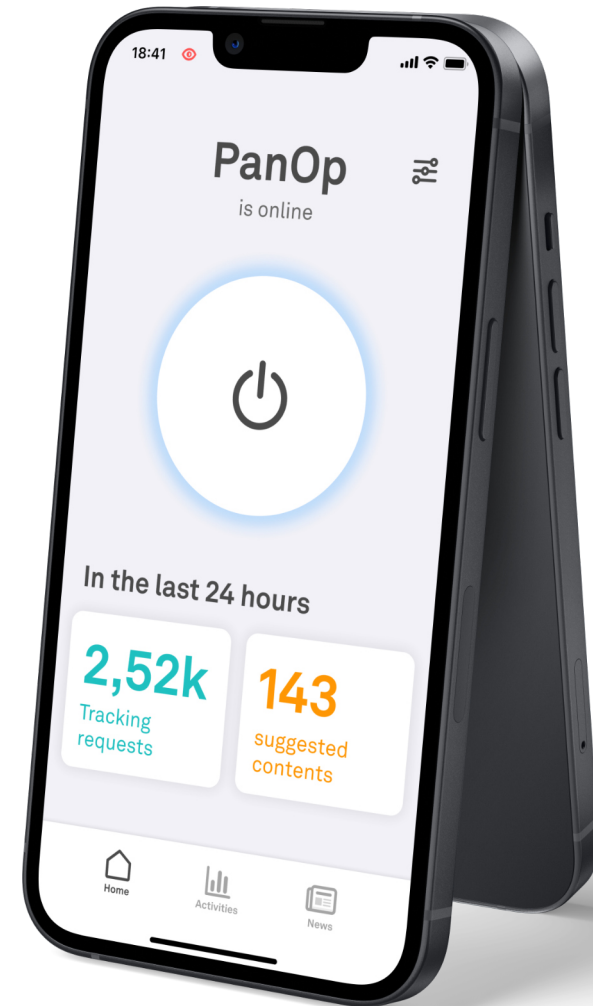 18:41
PanOp
is online
In the last 24 hours
2,52k
Tracking
requests
143
suggested
contents
Home
Activities
News